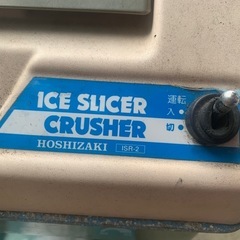 ICE SLICER
CRUSHER
HOSHIZAKI ISR-2
運転
入
切